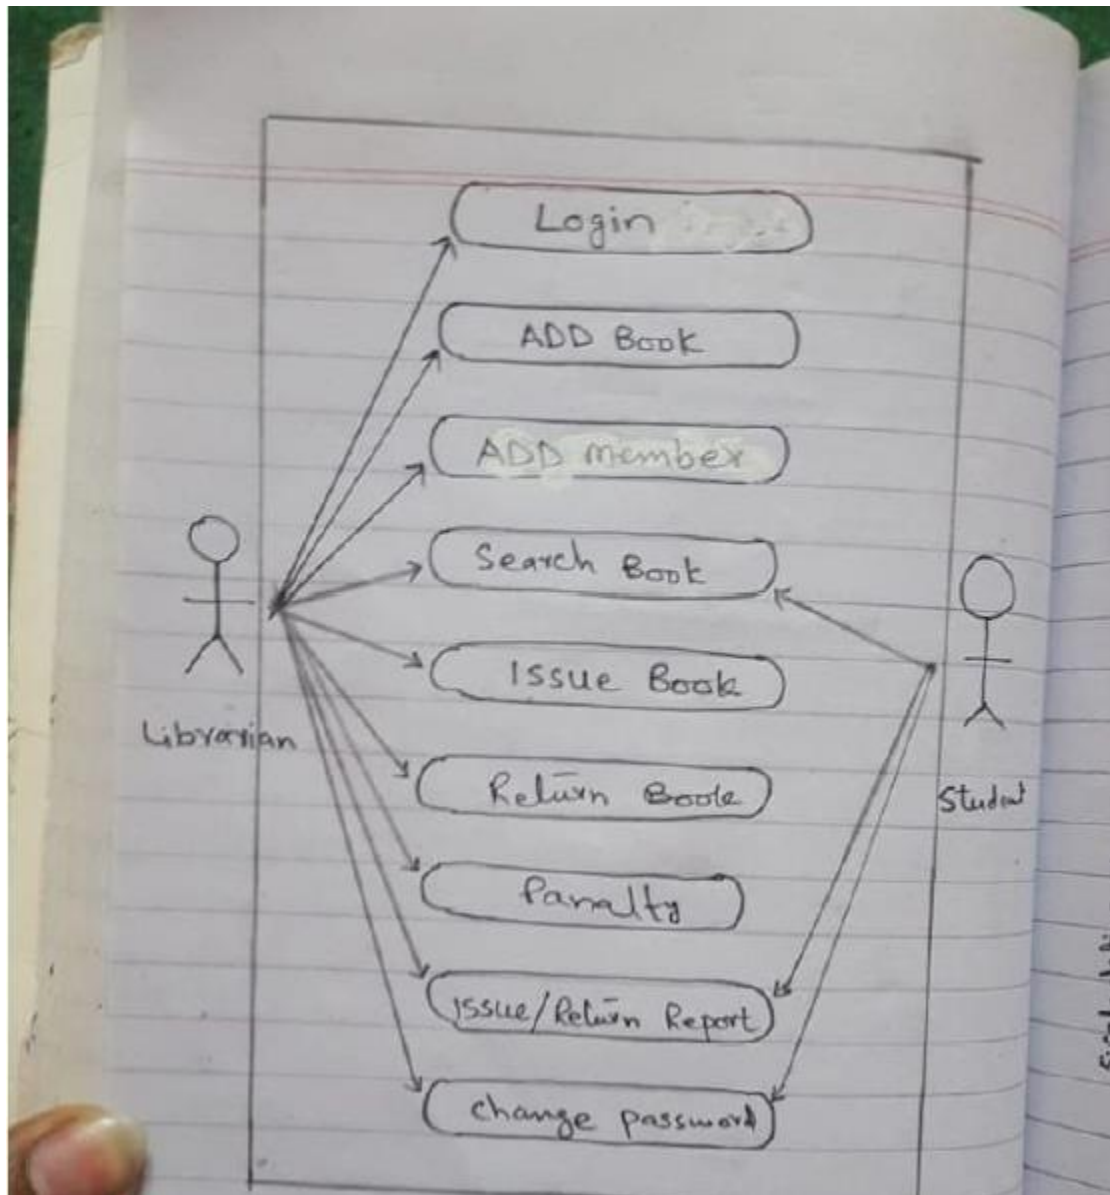 Login
ADD Book
ADD member
Search Book
Issue Book
Librarian
Return Book
Student
Panalty
Issue/Return Report
change password